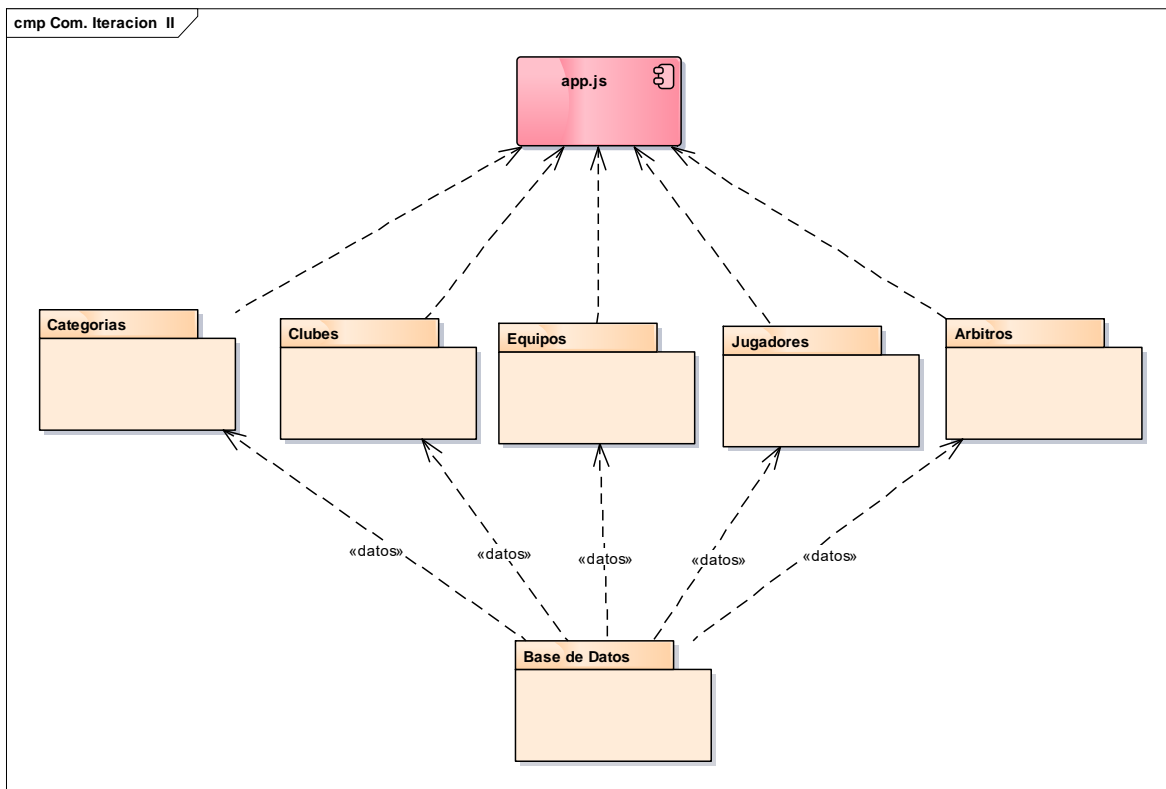 cmp Com. Iteracion II
app.js
Categorias
Clubes
Equipos
Jugadores
Arbitros
«datos»
«datos»
«datos»
«datos»
«datos»
Base de Datos